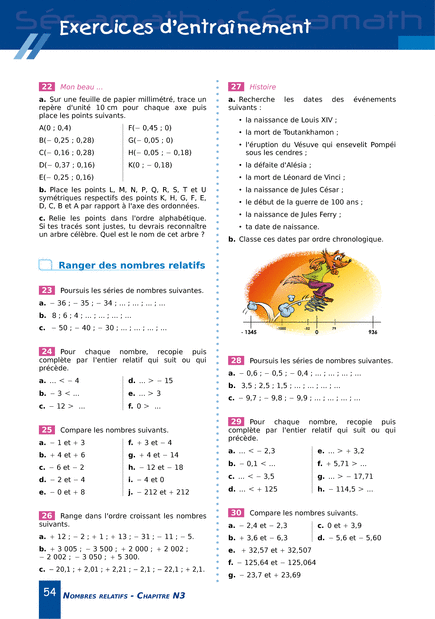 Sésamath
Sésamath
Exercices d'entraînement
22 Mon beau ...
a. Sur une feuille de papier millimétré, trace un
repère d'unité 10 cm pour chaque axe puis
place les points suivants.
A(0 ; 0,4)
B(− 0,25 ; 0,28)
C(− 0,16 ; 0,28)
D(− 0,37 ; 0,16)
E(− 0,25 ; 0,16)
F(− 0,45 ; 0)
G(− 0,05 ; 0)
H(− 0,05 ; − 0,18)
K(0 ; − 0,18)
b. Place les points L, M, N, P, Q, R, S, T et U
symétriques respectifs des points K, H, G, F, E,
D, C, B et A par rapport à l'axe des ordonnées.
c. Relie les points dans l'ordre alphabétique.
Si tes tracés sont justes, tu devrais reconnaître
un arbre célèbre. Quel est le nom de cet arbre ?
Ranger des nombres relatifs
23 Poursuis les séries de nombres suivantes.
a. − 36 ; − 35 ; − 34 ; ... ; ... ; ... ; ...
b. 8 ; 6 ; 4 ; ... ; ... ; ... ; ...
c. − 50 ; − 40 ; − 30 ; ... ; ... ; ... ; ...
24 Pour chaque nombre, recopie puis
complète par l'entier relatif qui suit ou qui
précède.
a. ... < − 4
b. − 3 < ...
c. − 12 > ...
d. ... > − 15
e. ... > 3
f. 0 > ...
25 Compare les nombres suivants.
a. − 1 et + 3
b. + 4 et + 6
c. − 6 et − 2
d. − 2 et − 4
e. − 0 et + 8
f. + 3 et − 4
g. + 4 et − 14
h. − 12 et − 18
i. − 4 et 0
j. − 212 et + 212
26 Range dans l'ordre croissant les nombres
suivants.
a. + 12 ; − 2 ; + 1 ; + 13 ; − 31 ; − 11 ; − 5.
b. + 3 005 ; − 3 500 ; + 2 000 ; + 2 002 ;
− 2 002 ; − 3 050 ; + 5 300.
c. − 20,1 ; + 2,01 ; + 2,21 ; − 2,1 ; − 22,1 ; + 2,1.
27 Histoire
a. Recherche les dates des événements
suivants :
• la naissance de Louis XIV ;
• la mort de Toutankhamon ;
• l'éruption du Vésuve qui ensevelit Pompéi
sous les cendres ;
• la défaite d'Alésia ;
• la mort de Léonard de Vinci ;
• la naissance de Jules César ;
• le début de la guerre de 100 ans ;
• la naissance de Jules Ferry ;
• ta date de naissance.
b. Classe ces dates par ordre chronologique.
- 1345
0
79
936
28 Poursuis les séries de nombres suivantes.
a. − 0,6 ; − 0,5 ; − 0,4 ; ... ; ... ; ... ; ...
b. 3,5 ; 2,5 ; 1,5 ; ... ; ... ; ... ; ...
c. − 9,7 ; − 9,8 ; − 9,9 ; ... ; ... ; ... ; ...
29 Pour chaque nombre, recopie puis
complète par l'entier relatif qui suit ou qui
précède.
a. ... < − 2,3
b. − 0,1 < ...
c. ... < − 3,5
d. ... < + 125
e. ... > + 3,2
f. + 5,71 > ...
g. ... > − 17,71
h. − 114,5 > ...
30 Compare les nombres suivants.
a. − 2,4 et − 2,3
b. + 3,6 et − 6,3
c. 0 et + 3,9
d. − 5,6 et − 5,60
e. + 32,57 et + 32,507
f. − 125,64 et − 125,064
g. − 23,7 et + 23,69
54 NOMBRES RELATIFS - CHAPITRE N3